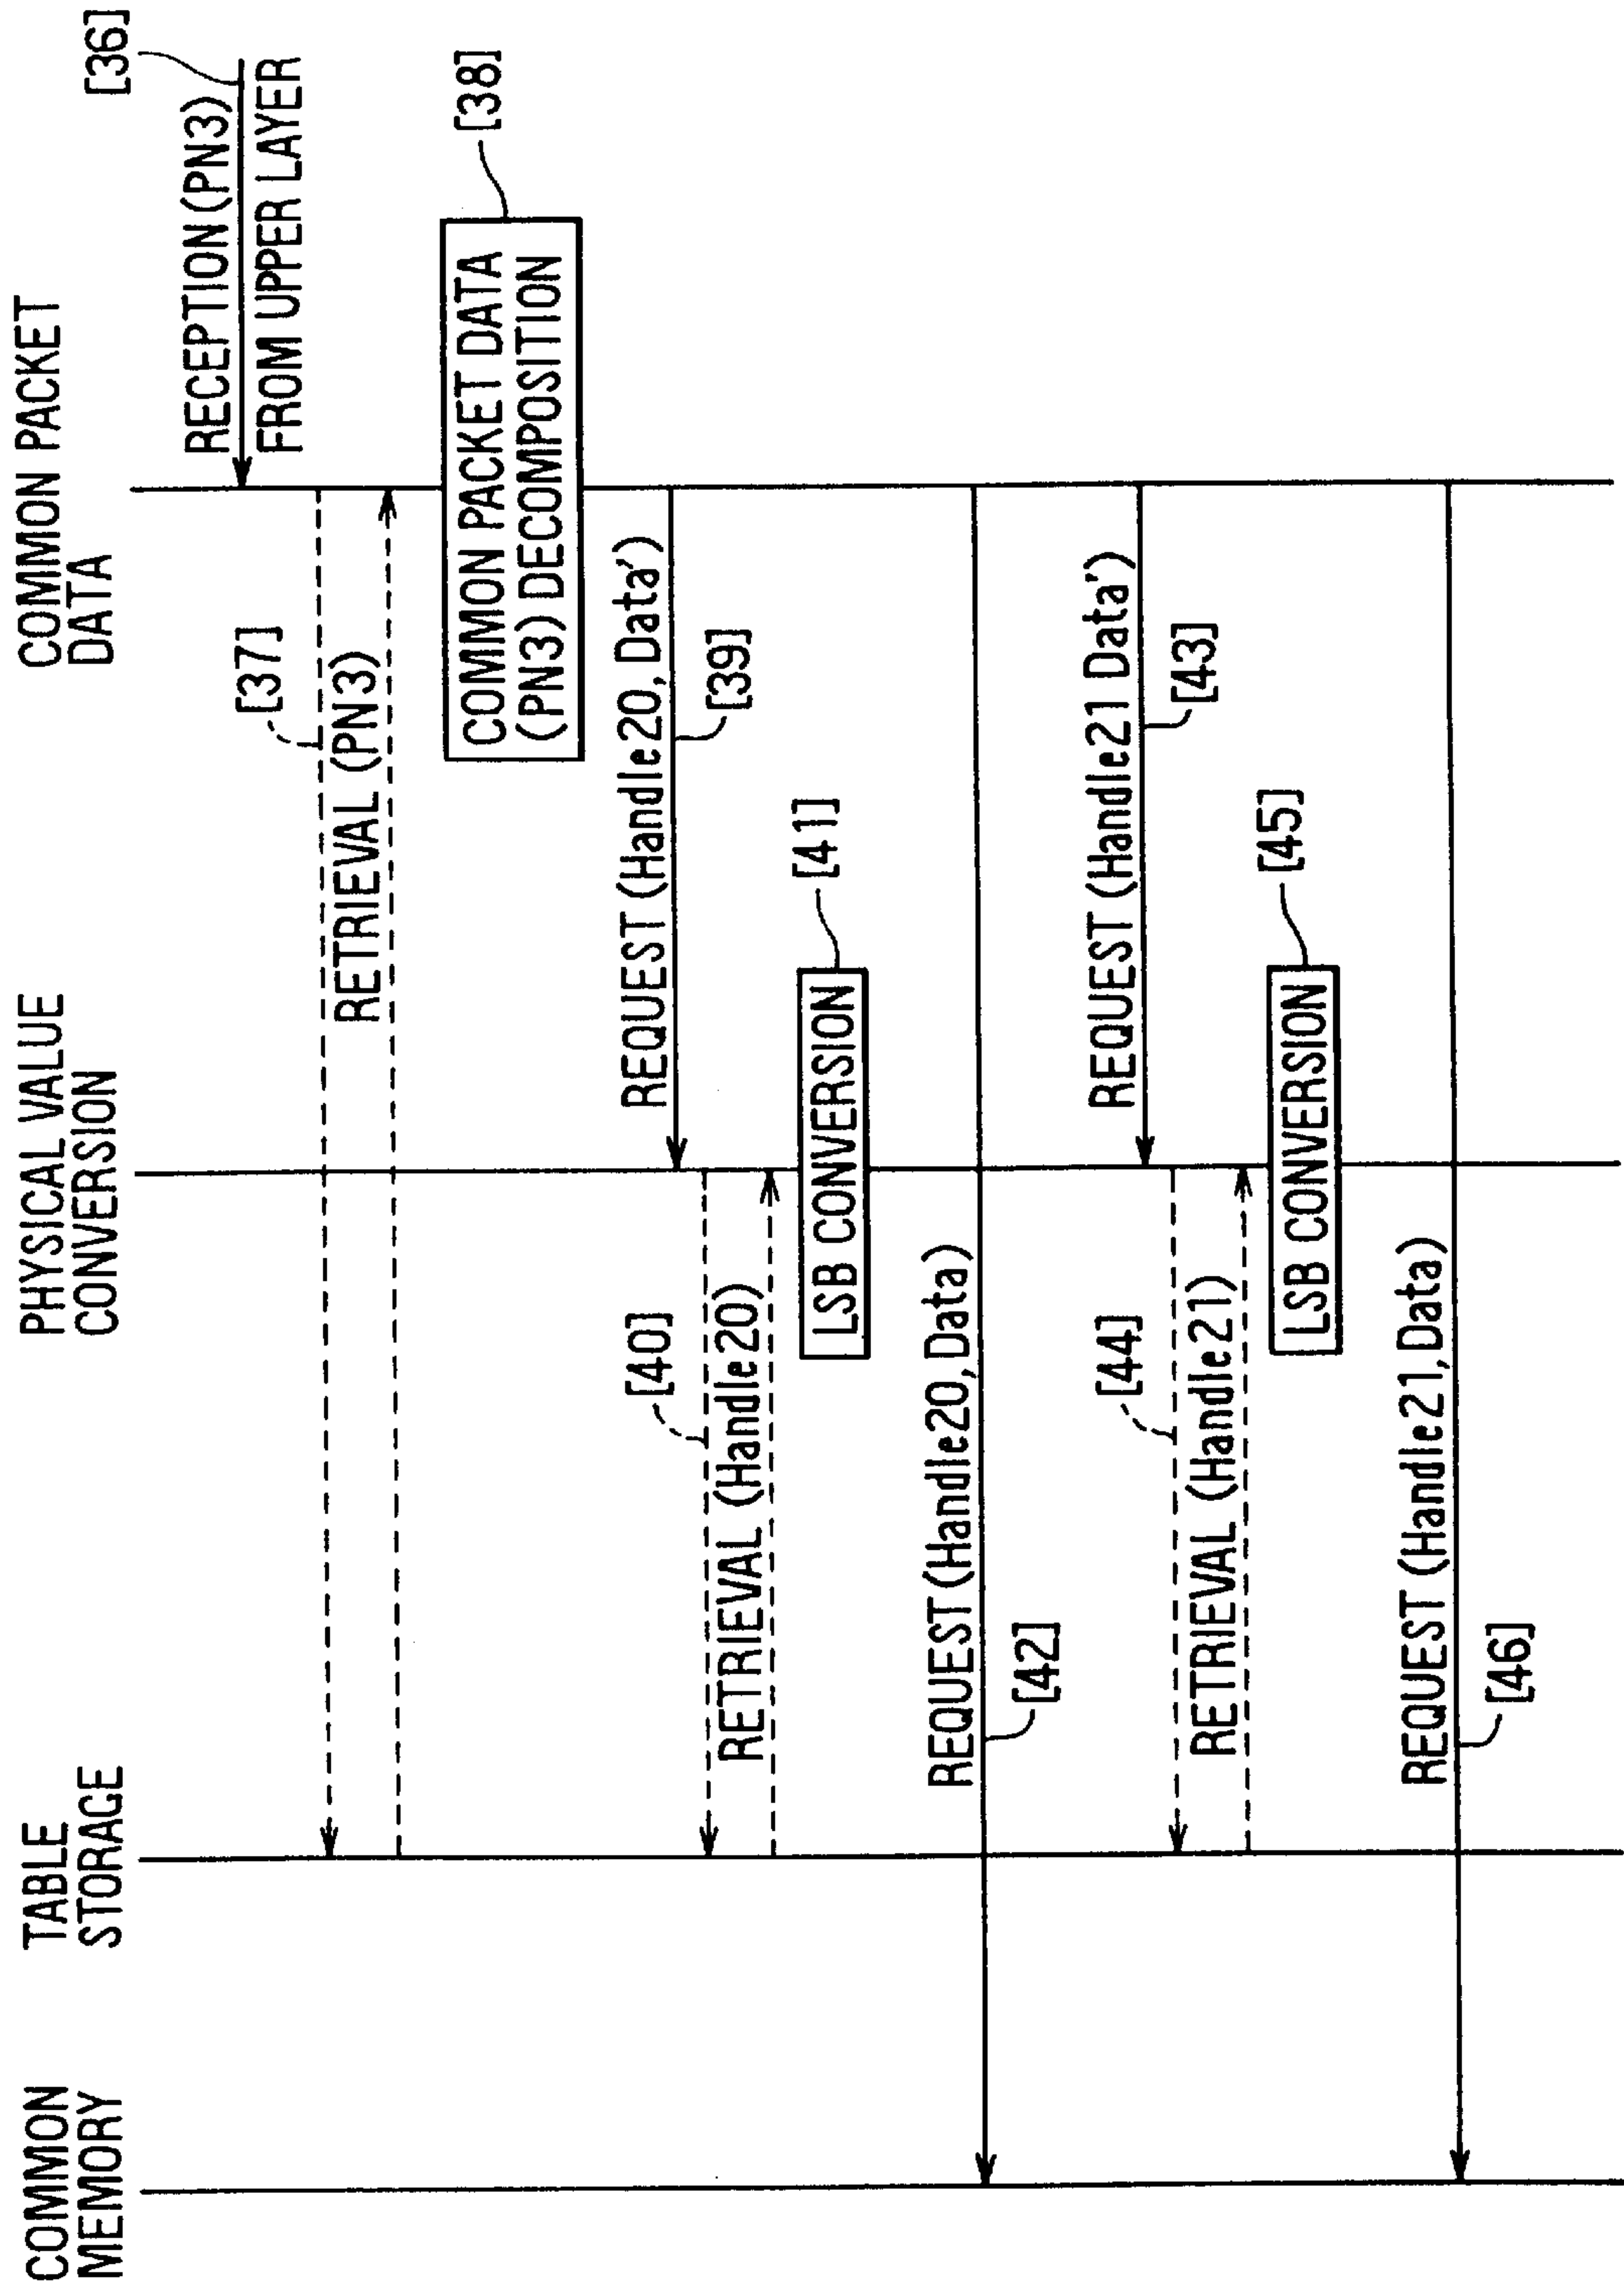 COMMON
MEMORY
TABLE
STORAGE
PHYSICAL VALUE
CONVERSION
COMMON PACKET
DATA
[36]
RECEPTION (PN3)
FROM UPPER LAYER
[37]
RETRIEVAL (PN3)
[38]
COMMON PACKET DATA
(PN3) DECOMPOSITION
REQUEST (Handle20, Data')
[39]
[40]
RETRIEVAL (Handle20)
[41]
LSB CONVERSION
REQUEST (Handle20, Data)
[42]
REQUEST (Handle21 Data')
[43]
[44]
RETRIEVAL (Handle21)
[45]
LSB CONVERSION
REQUEST (Handle21, Data)
[46]